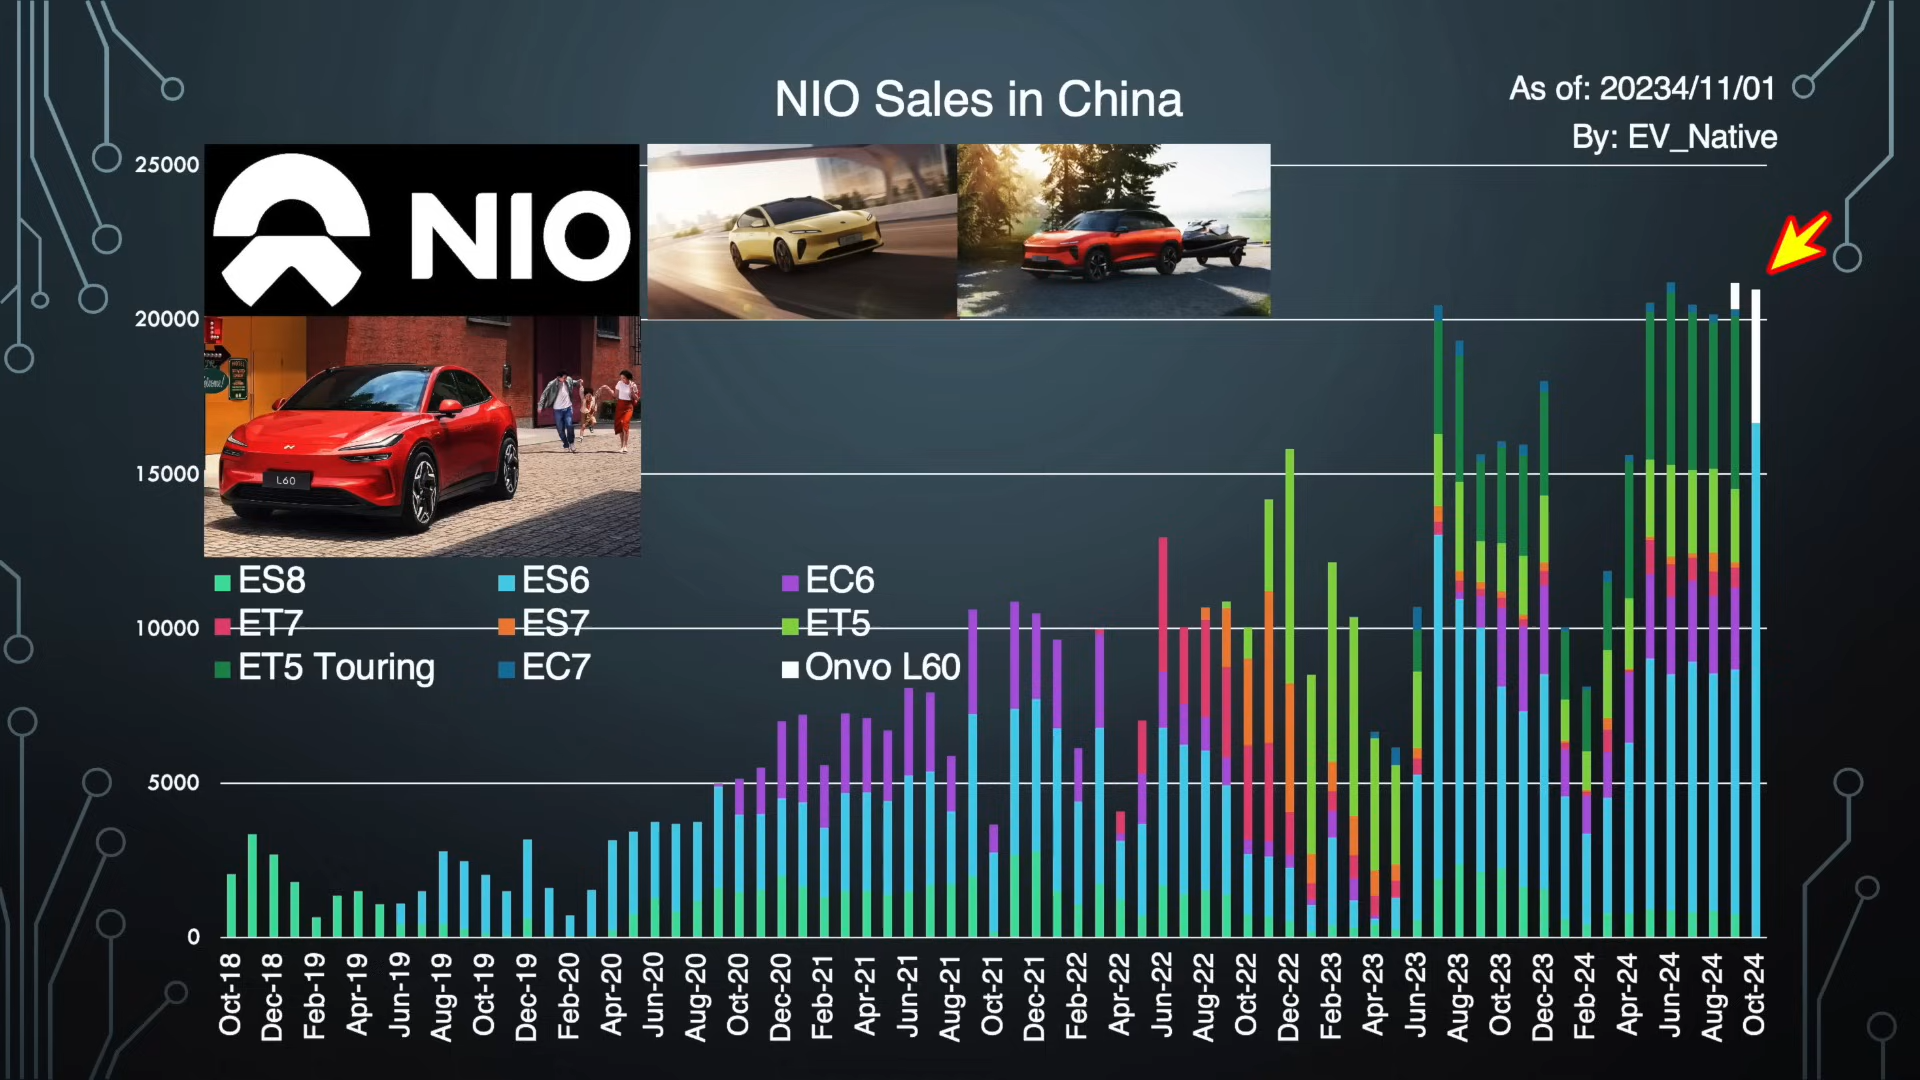 NIO Sales in China
As of: 20234/11/01
By: EV_Native
25000
20000
15000
10000
5000
0
NIO
L60
ES8
ES6
EC6
ET7
ES7
ET5
ET5 Touring
EC7
Onvo L60
Oct-18
Dec-18
Feb-19
Apr-19
Jun-19
Aug-19
Oct-19
Dec-19
Feb-20
Apr-20
Jun-20
Aug-20
Oct-20
Dec-20
Feb-21
Apr-21
Jun-21
Aug-21
Oct-21
Dec-21
Feb-22
Apr-22
Jun-22
Aug-22
Oct-22
Dec-22
Feb-23
Apr-23
Jun-23
Aug-23
Oct-23
Dec-23
Feb-24
Apr-24
Jun-24
Aug-24
Oct-24